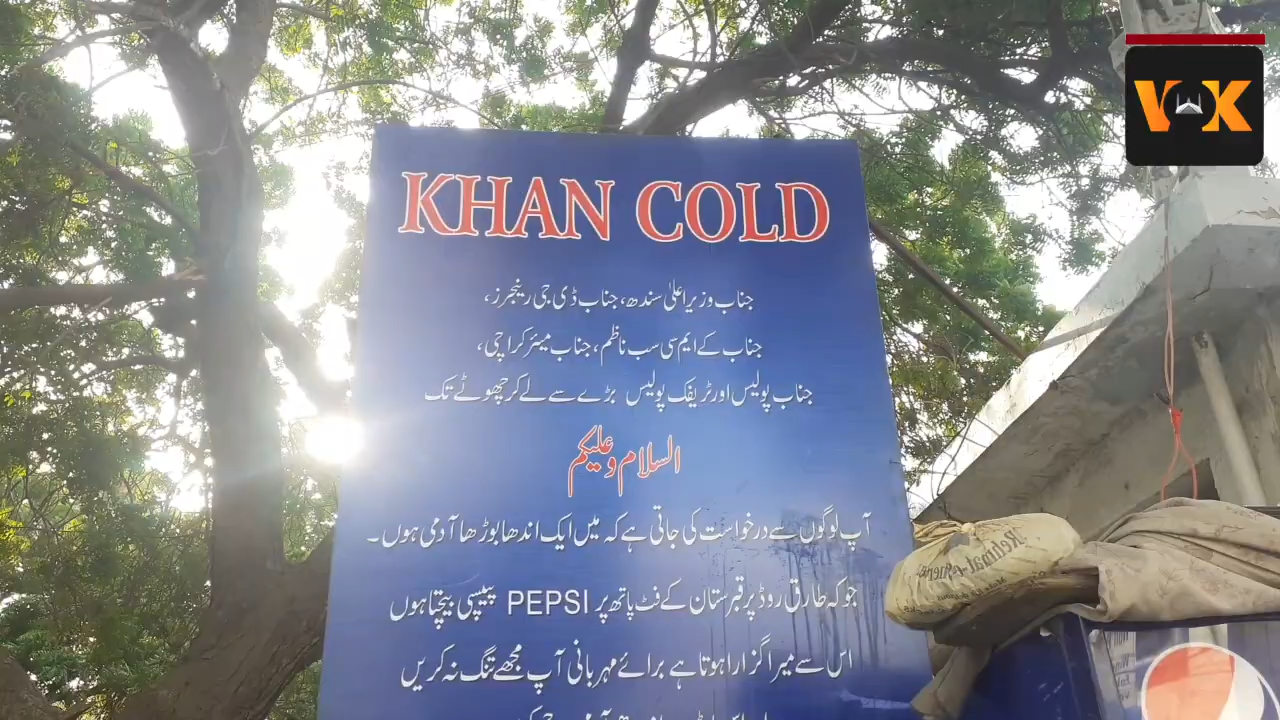 VOK
KHAN COLD
جناب وزیراعلیٰ سندھ، جناب ڈی جی رینجرز،
جناب کے ایم سی سب ناظم، جناب میئر کراچی،
جناب پولیس اور ٹریفک پولیس بڑے سے لے کر چھوٹے تک
السلام وعلیکم
آپ لوگوں سے درخواست کی جاتی ہے کہ میں ایک اندھا بوڑھا آدمی ہوں۔
جو کہ طارق روڈ پر قبرستان کے فٹ پاتھ پر PEPSI پیپسی بیچتا ہوں
اس سے میرا گزارا ہوتا ہے برائے مہربانی آپ مجھے تنگ نہ کریں